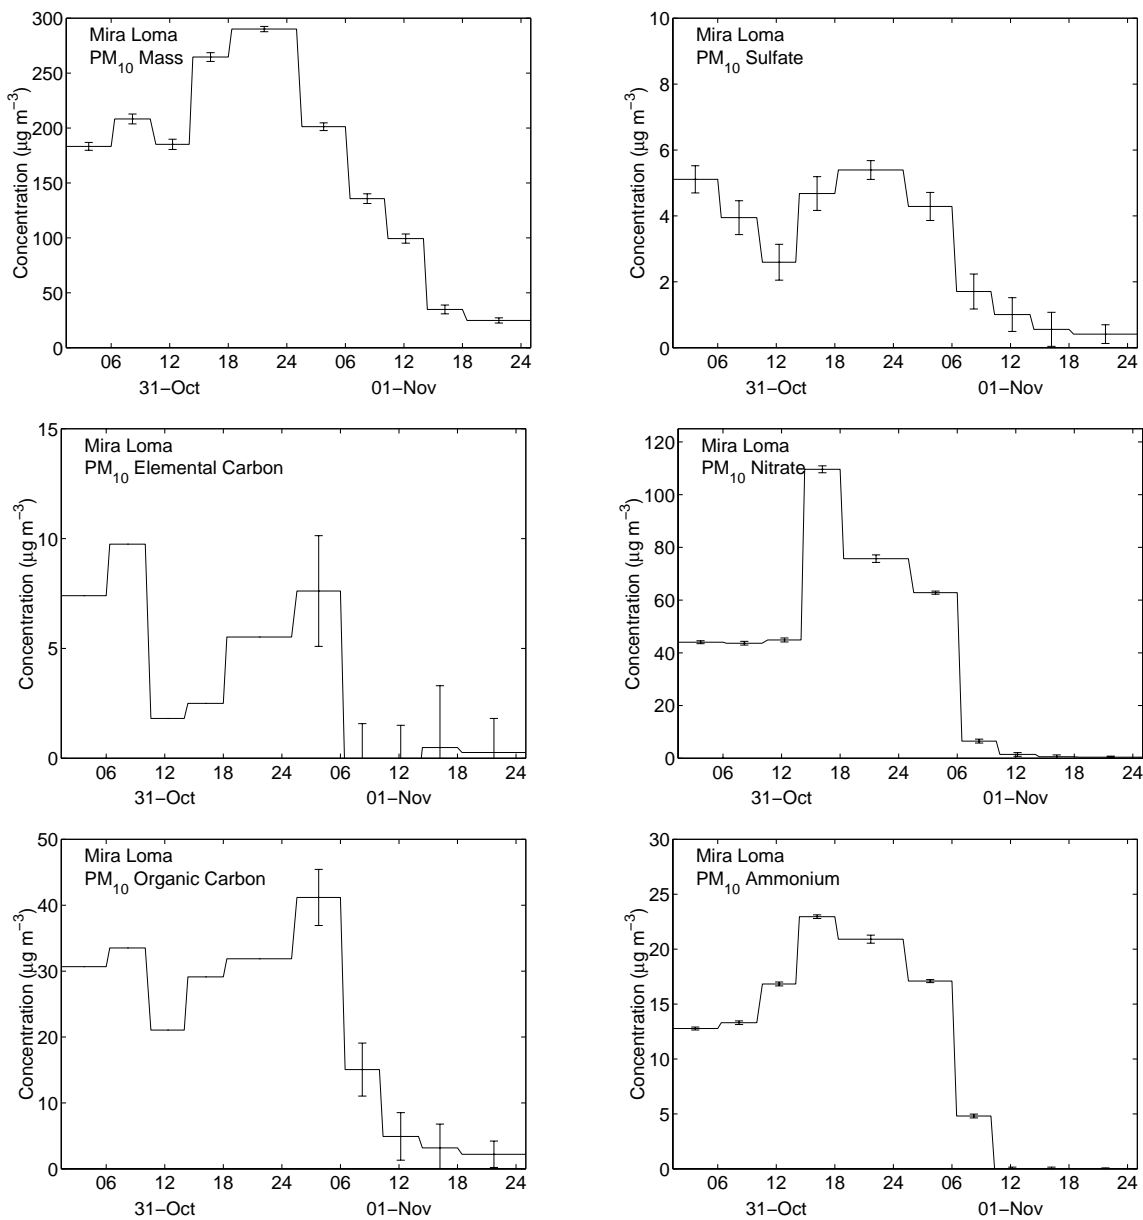 Mira Loma
PM10 Mass
300
250
200
150
100
50
0
Concentration (μg m−3)
06 12 18 24 06 12 18 24
31−Oct 01−Nov
Mira Loma
PM10 Sulfate
10
8
6
4
2
0
Concentration (μg m−3)
06 12 18 24 06 12 18 24
31−Oct 01−Nov
Mira Loma
PM10 Elemental Carbon
15
10
5
0
Concentration (μg m−3)
06 12 18 24 06 12 18 24
31−Oct 01−Nov
Mira Loma
PM10 Nitrate
120
100
80
60
40
20
0
Concentration (μg m−3)
06 12 18 24 06 12 18 24
31−Oct 01−Nov
Mira Loma
PM10 Organic Carbon
50
40
30
20
10
0
Concentration (μg m−3)
06 12 18 24 06 12 18 24
31−Oct 01−Nov
Mira Loma
PM10 Ammonium
30
25
20
15
10
5
0
Concentration (μg m−3)
06 12 18 24 06 12 18 24
31−Oct 01−Nov